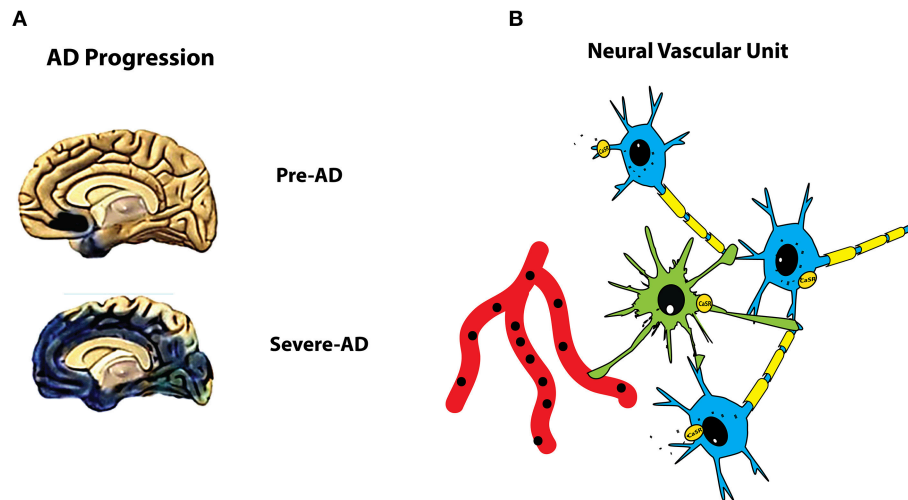 A
B
AD Progression
Neural Vascular Unit
Pre-AD
Severe-AD
CaSR
CaSR
CaSR
CaSR